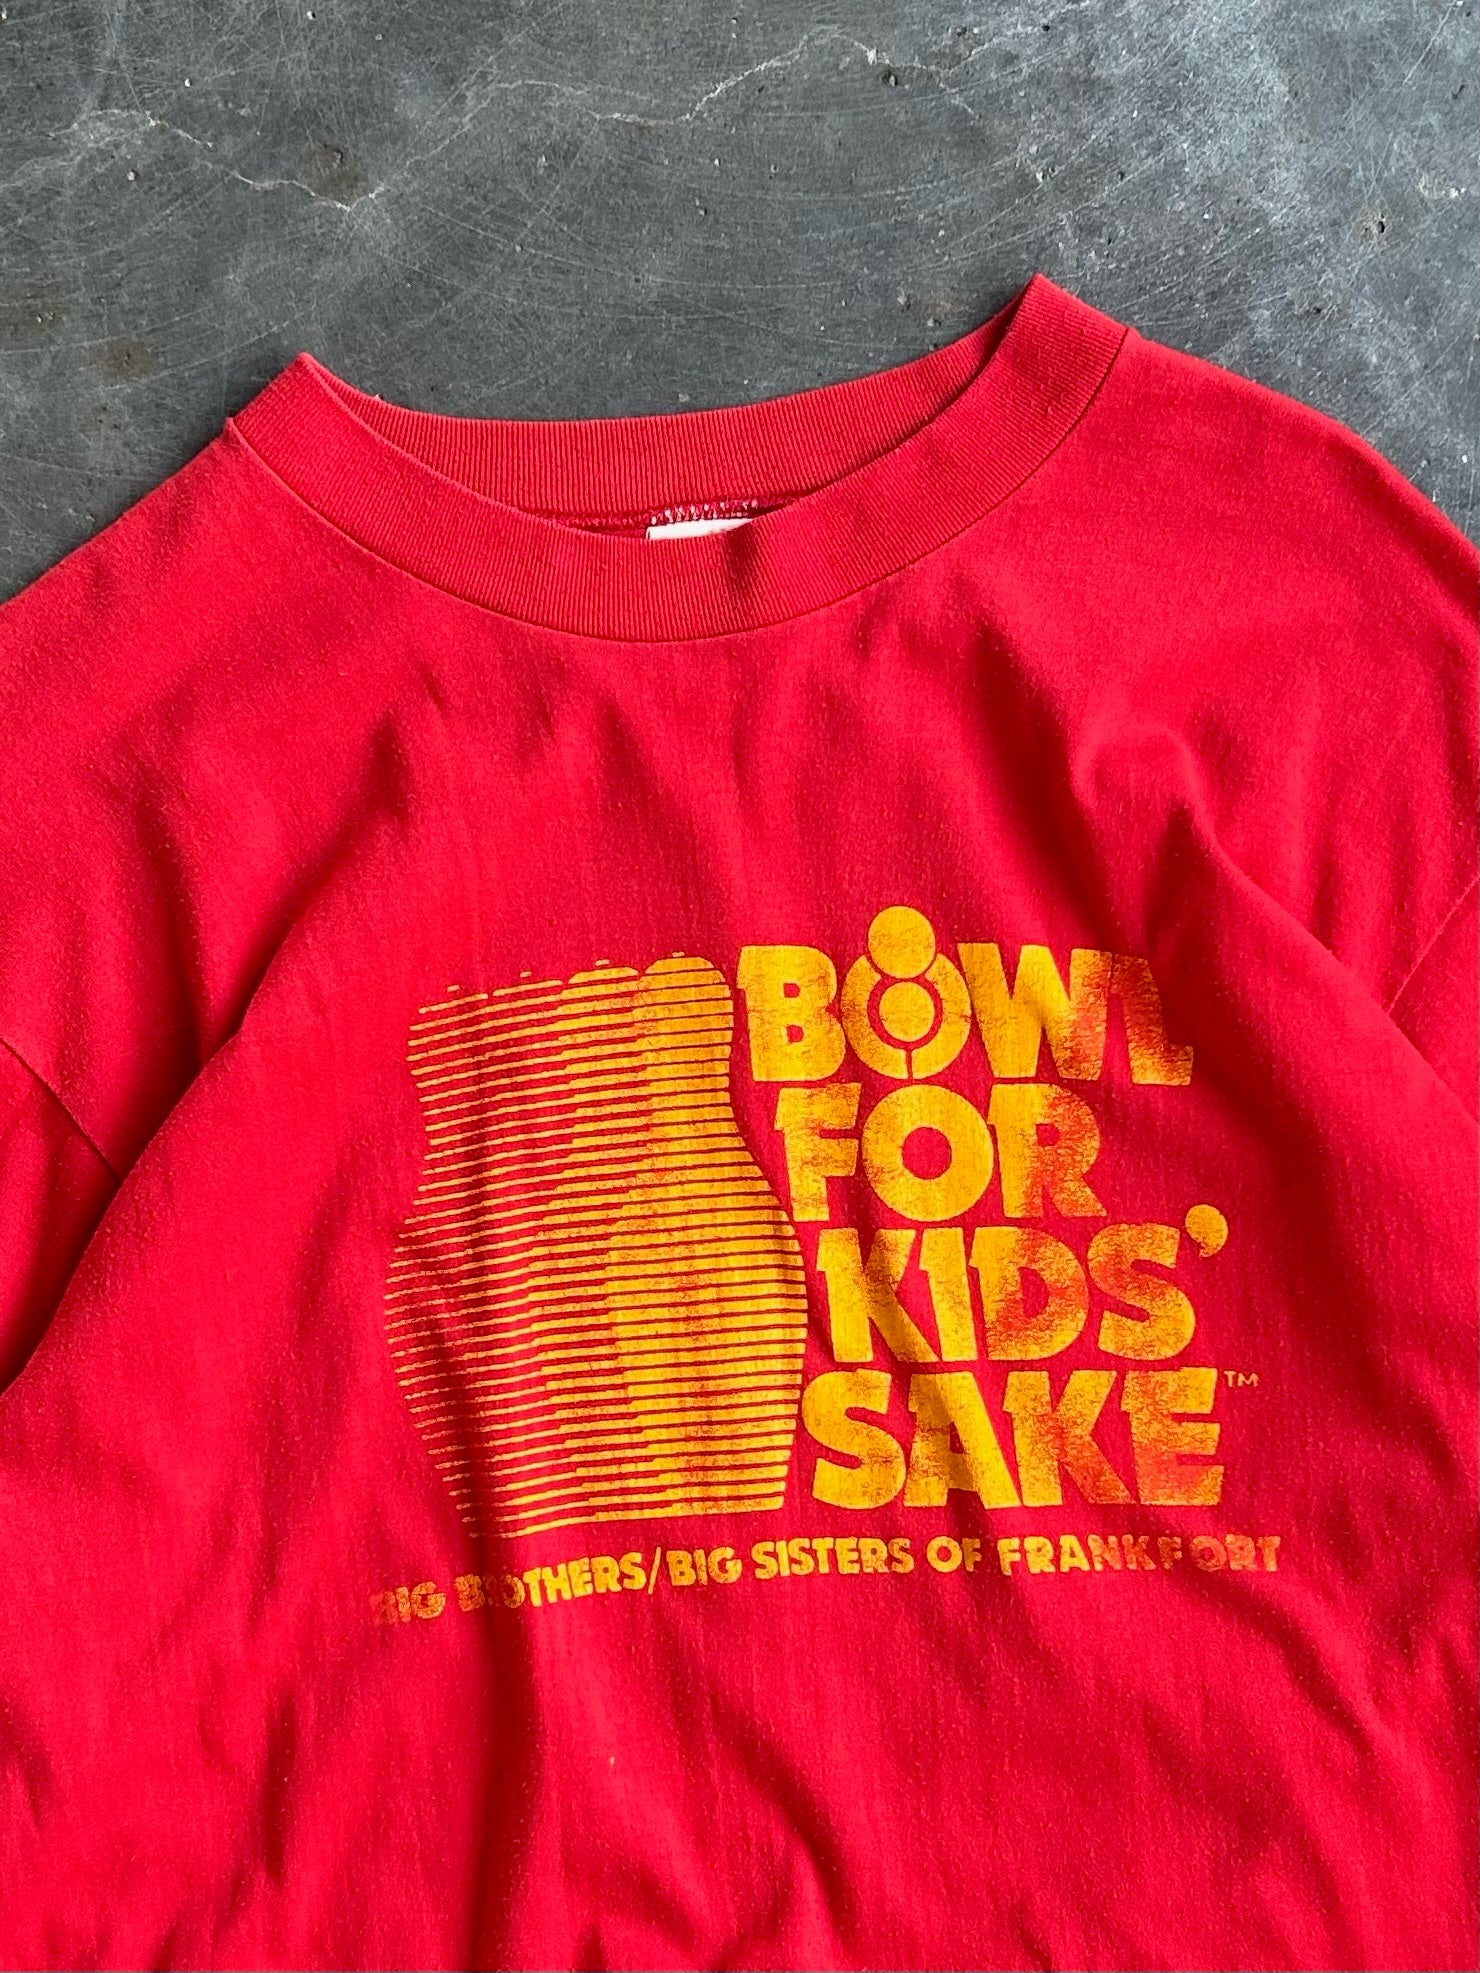 BOWL
FOR
KIDS'
SAKE™
BIG BROTHERS/BIG SISTERS OF FRANKFORT